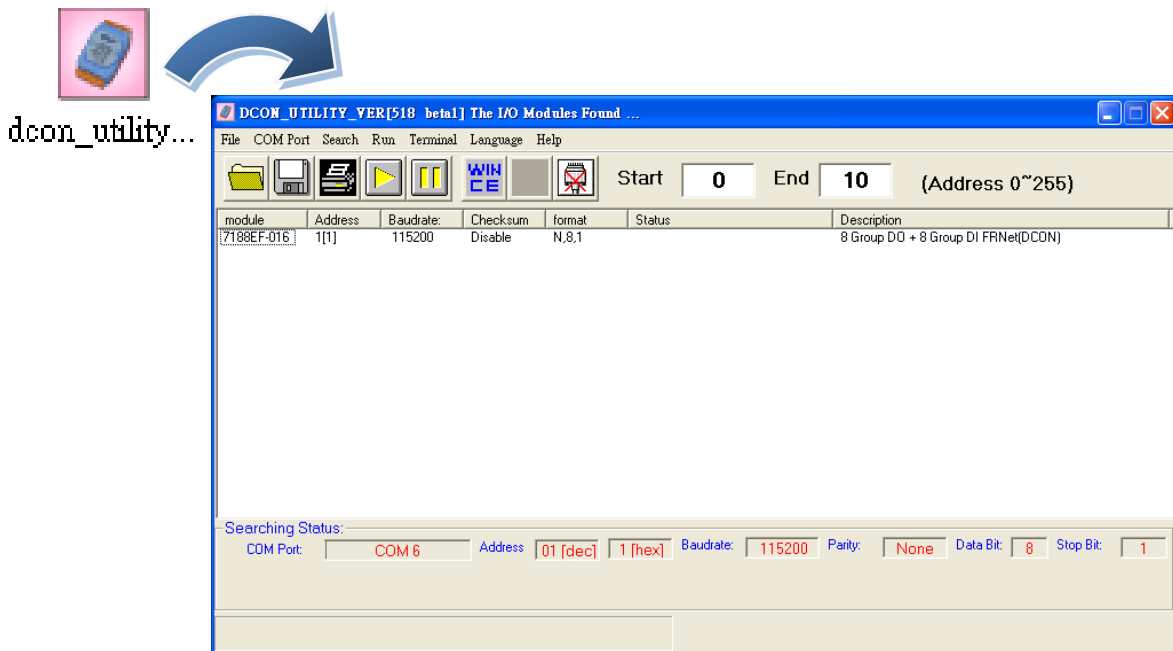 dcon_utility...
DCON_UTILITY_VER[518 beta1] The I/O Modules Found ...
File COM Port Search Run Terminal Language Help
WIN CE Start 0 End 10 (Address 0~255)
module Address Baudrate: Checksum format Status Description
7188EF-016 1[1] 115200 Disable N,8,1 8 Group DO + 8 Group DI FRNet(DCON)
Searching Status:
COM Port: COM 6 Address 01 [dec] 1 [hex] Baudrate: 115200 Parity: None Data Bit: 8 Stop Bit: 1